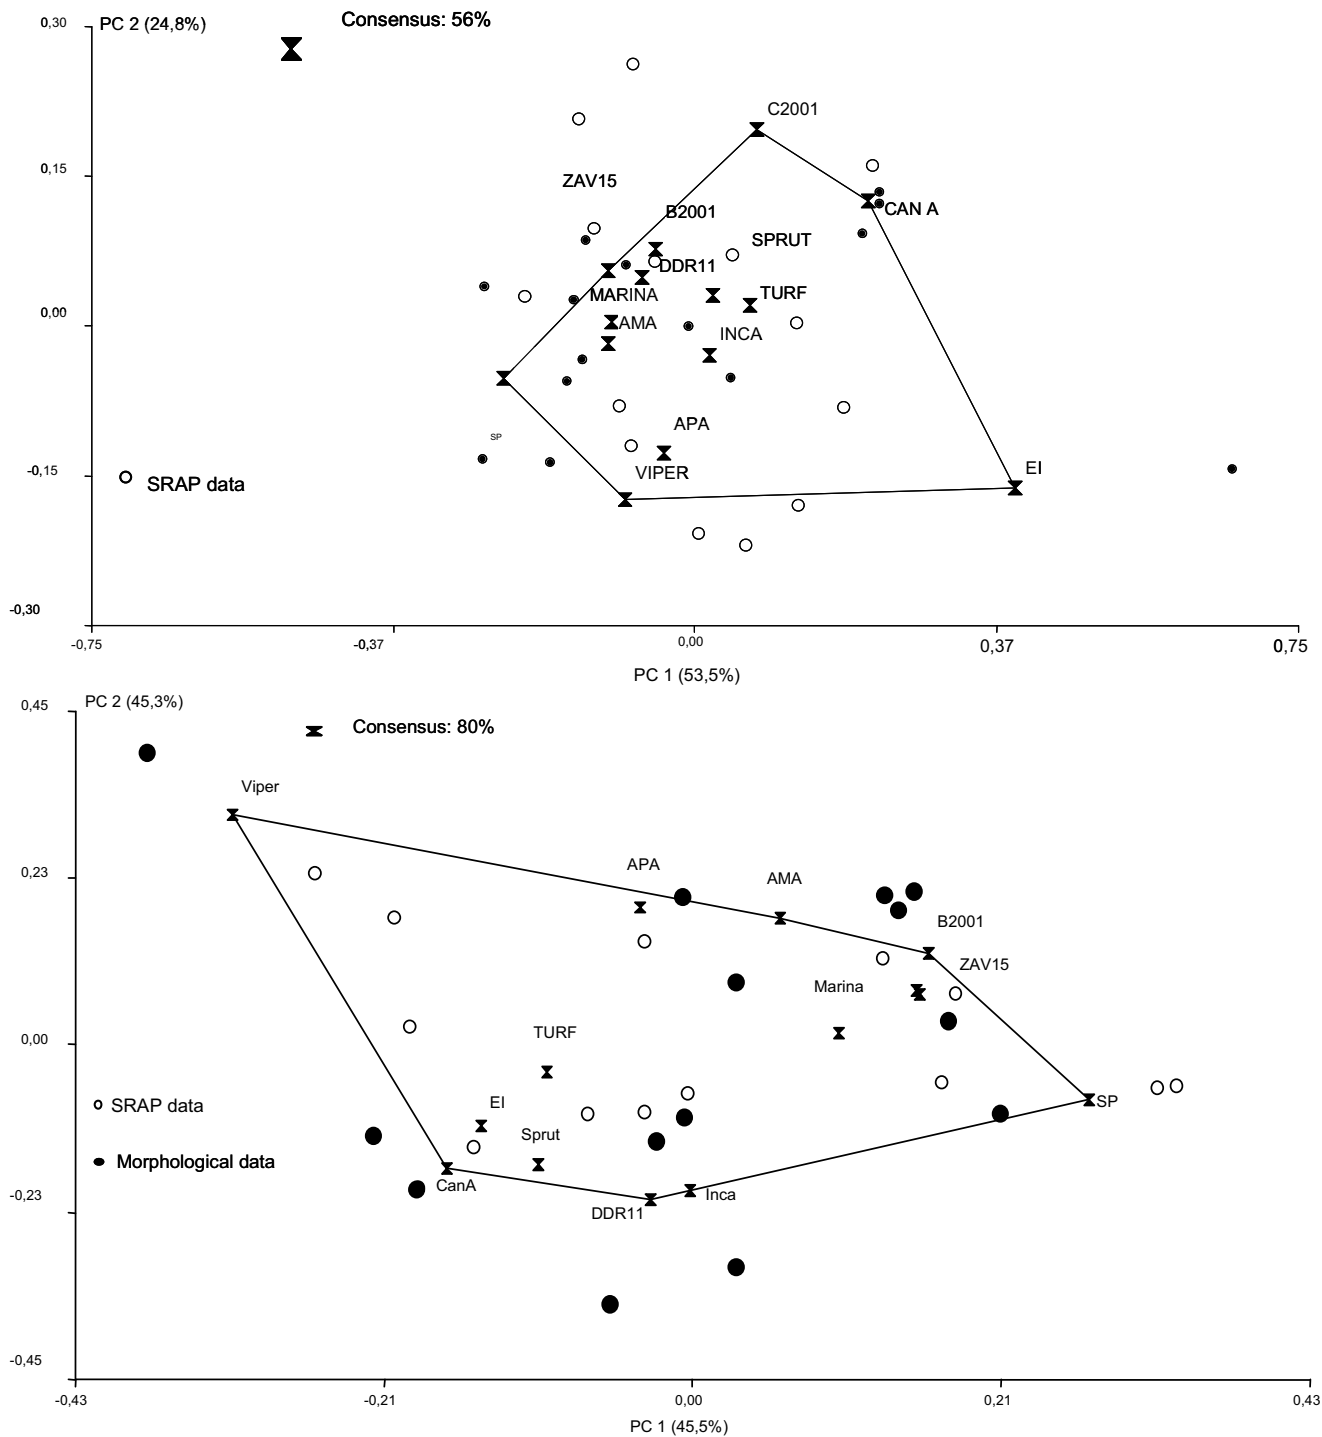 0,30
PC 2 (24,8%)
Consensus: 56%
C2001
0,15
ZAV15
B2001
CAN A
SPRUT
DDR11
MARINA
TURF
0,00
AMA
INCA
APA
SP
VIPER
EI
-0,15
SRAP data
-0,30
-0,75
-0,37
0,00
0,37
0,75
PC 1 (53,5%)
0,45
PC 2 (45,3%)
Consensus: 80%
Viper
APA
0,23
AMA
B2001
ZAV15
Marina
TURF
0,00
SRAP data
EI
SP
Sprut
Morphological data
CanA
-0,23
Inca
DDR11
-0,45
-0,43
-0,21
0,00
0,21
0,43
PC 1 (45,5%)